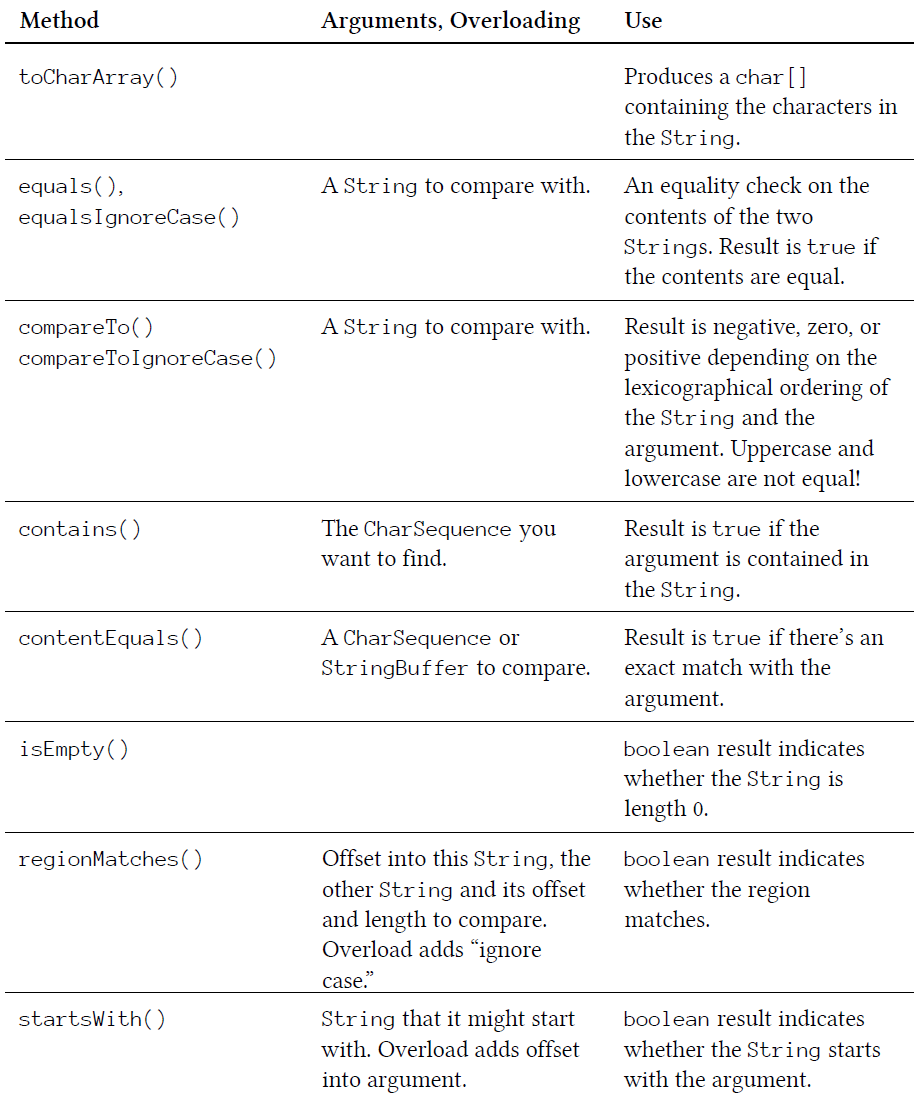 Method Arguments, Overloading Use
toCharArray() Produces a char[]
containing the characters in
the String.
equals(), A String to compare with. An equality check on the
equalsIgnoreCase() contents of the two
Strings. Result is true if
the contents are equal.
compareTo() A String to compare with. Result is negative, zero, or
compareToIgnoreCase() positive depending on the
lexicographical ordering of
the String and the
argument. Uppercase and
lowercase are not equal!
contains() The CharSequence you Result is true if the
want to find. argument is contained in
the String.
contentEquals() A CharSequence or Result is true if there’s an
StringBuffer to compare. exact match with the
argument.
isEmpty() boolean result indicates
whether the String is
length 0.
regionMatches() Offset into this String, the boolean result indicates
other String and its offset whether the region
and length to compare. matches.
Overload adds “ignore
case.”
startsWith() String that it might start boolean result indicates
with. Overload adds offset whether the String starts
into argument. with the argument.